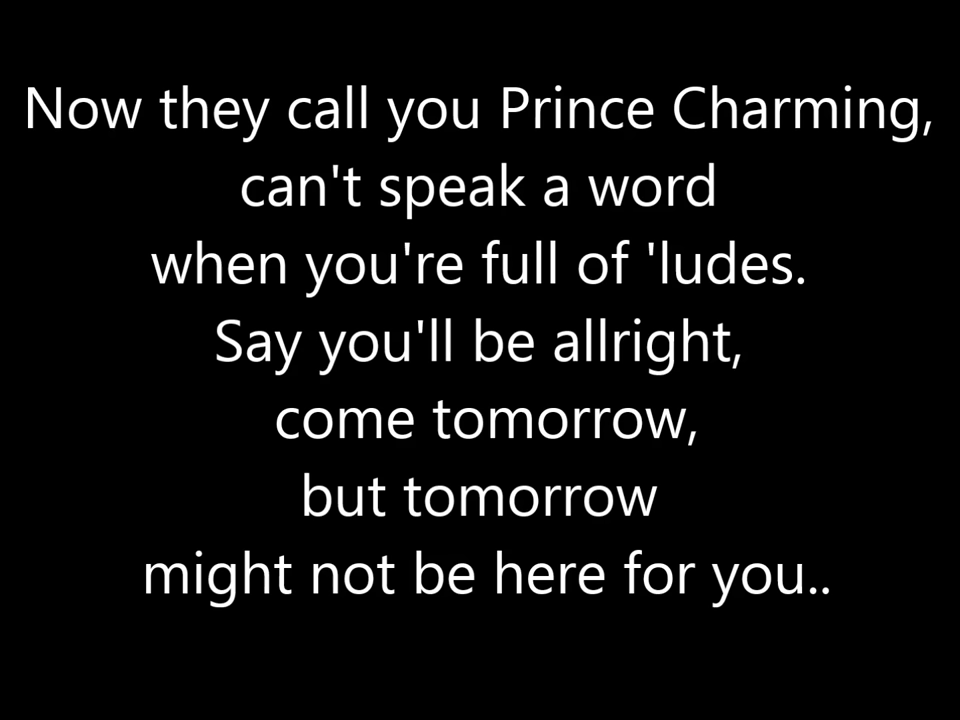 Now they call you Prince Charming,
can't speak a word
when you're full of 'ludes.
Say you'll be allright,
come tomorrow,
but tomorrow
might not be here for you..